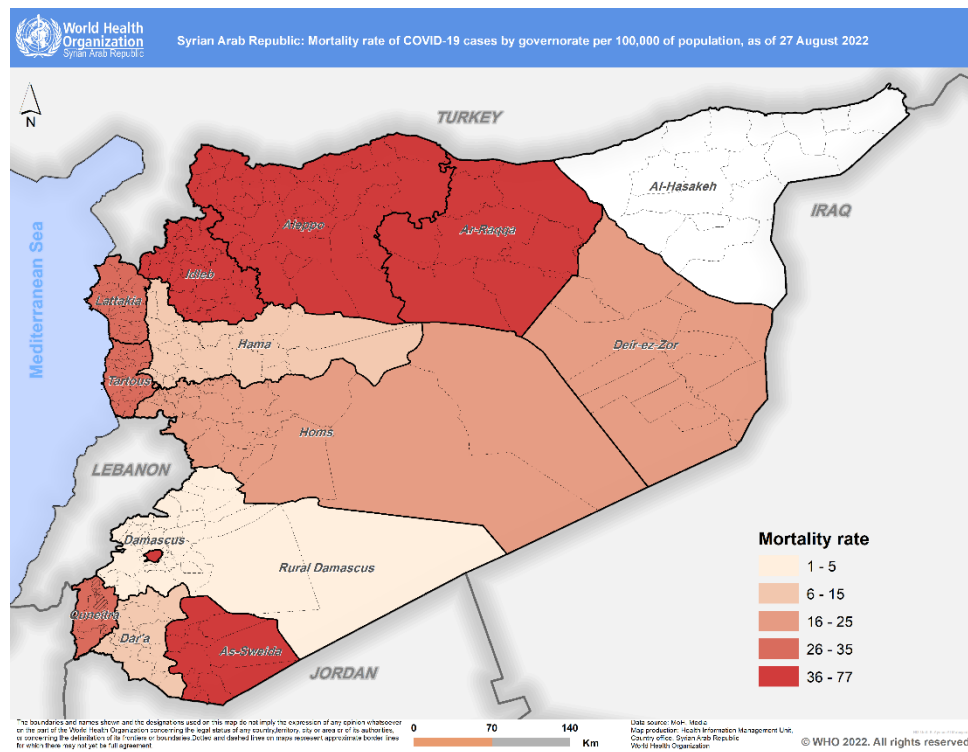 World Health
Organization
Syrian Arab Republic
Syrian Arab Republic: Mortality rate of COVID-19 cases by governorate per 100,000 of population, as of 27 August 2022
N
TURKEY
Al-Hasakeh
IRAQ
Aleppo
Ar-Raqqa
Idleb
Mediterranean Sea
Lattakia
Hama
Deir-ez-Zor
Tartous
Homs
LEBANON
Damascus
Rural Damascus
Quneitra
Dar'a
As-Sweida
JORDAN
Mortality rate
1 - 5
6 - 15
16 - 25
26 - 35
36 - 77
The boundaries and names shown and the designations used on this map do not imply the expression of any opinion whatsoever
on the part of the World Health Organization concerning the legal status of any country,territory, city or area or of its authorities,
or concerning the delimitation of its frontiers or boundaries.Dotted and dashed lines on maps represent approximate border lines
for which there may not yet be full agreement.
0 70 140
Km
Data source: MoH, Media
Map production: Health Information Management Unit,
Country office, Syrian Arab Republic
World Health Organization
© WHO 2022. All rights reserved